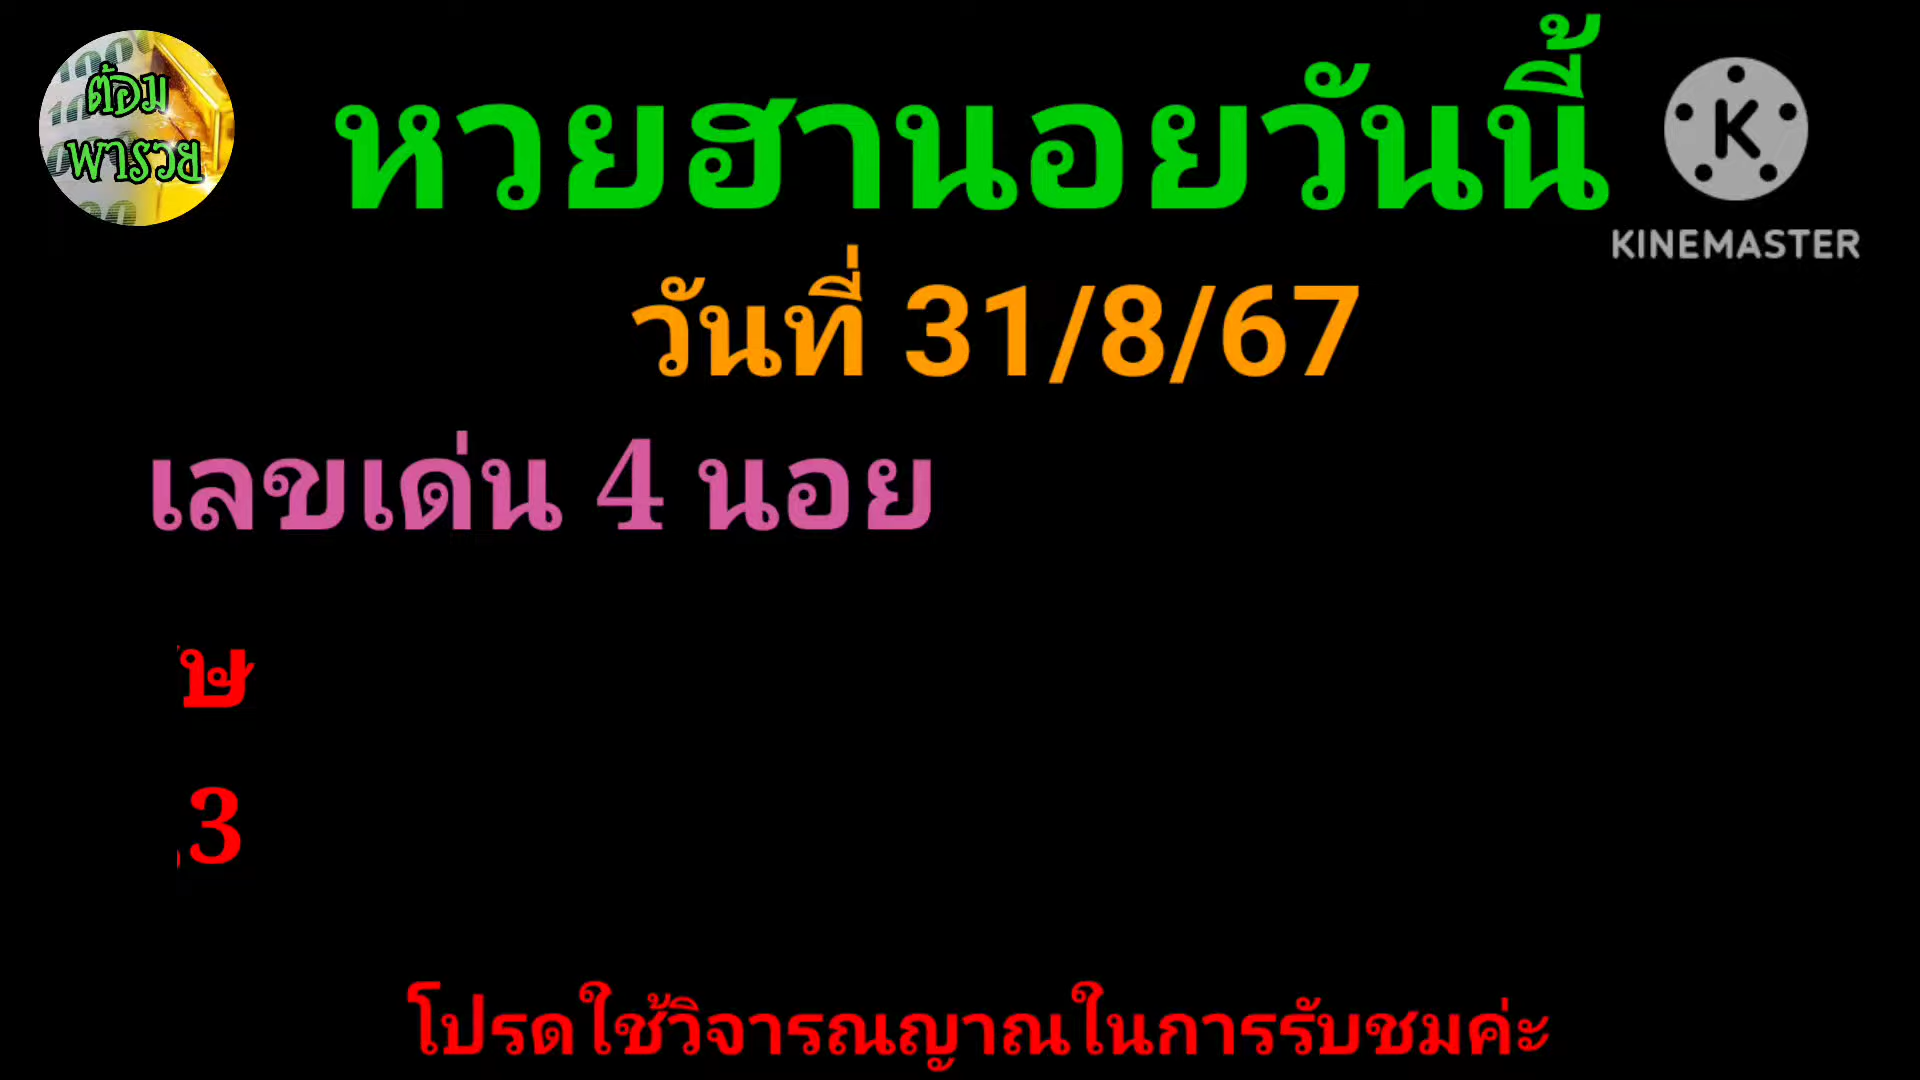 ต้อม
พารวย
หวยฮานอยวันนี้
KINEMASTER
วันที่ 31/8/67
เลขเด่น 4 นอย
ษ
3
โปรดใช้วิจารณญาณในการรับชมค่ะ